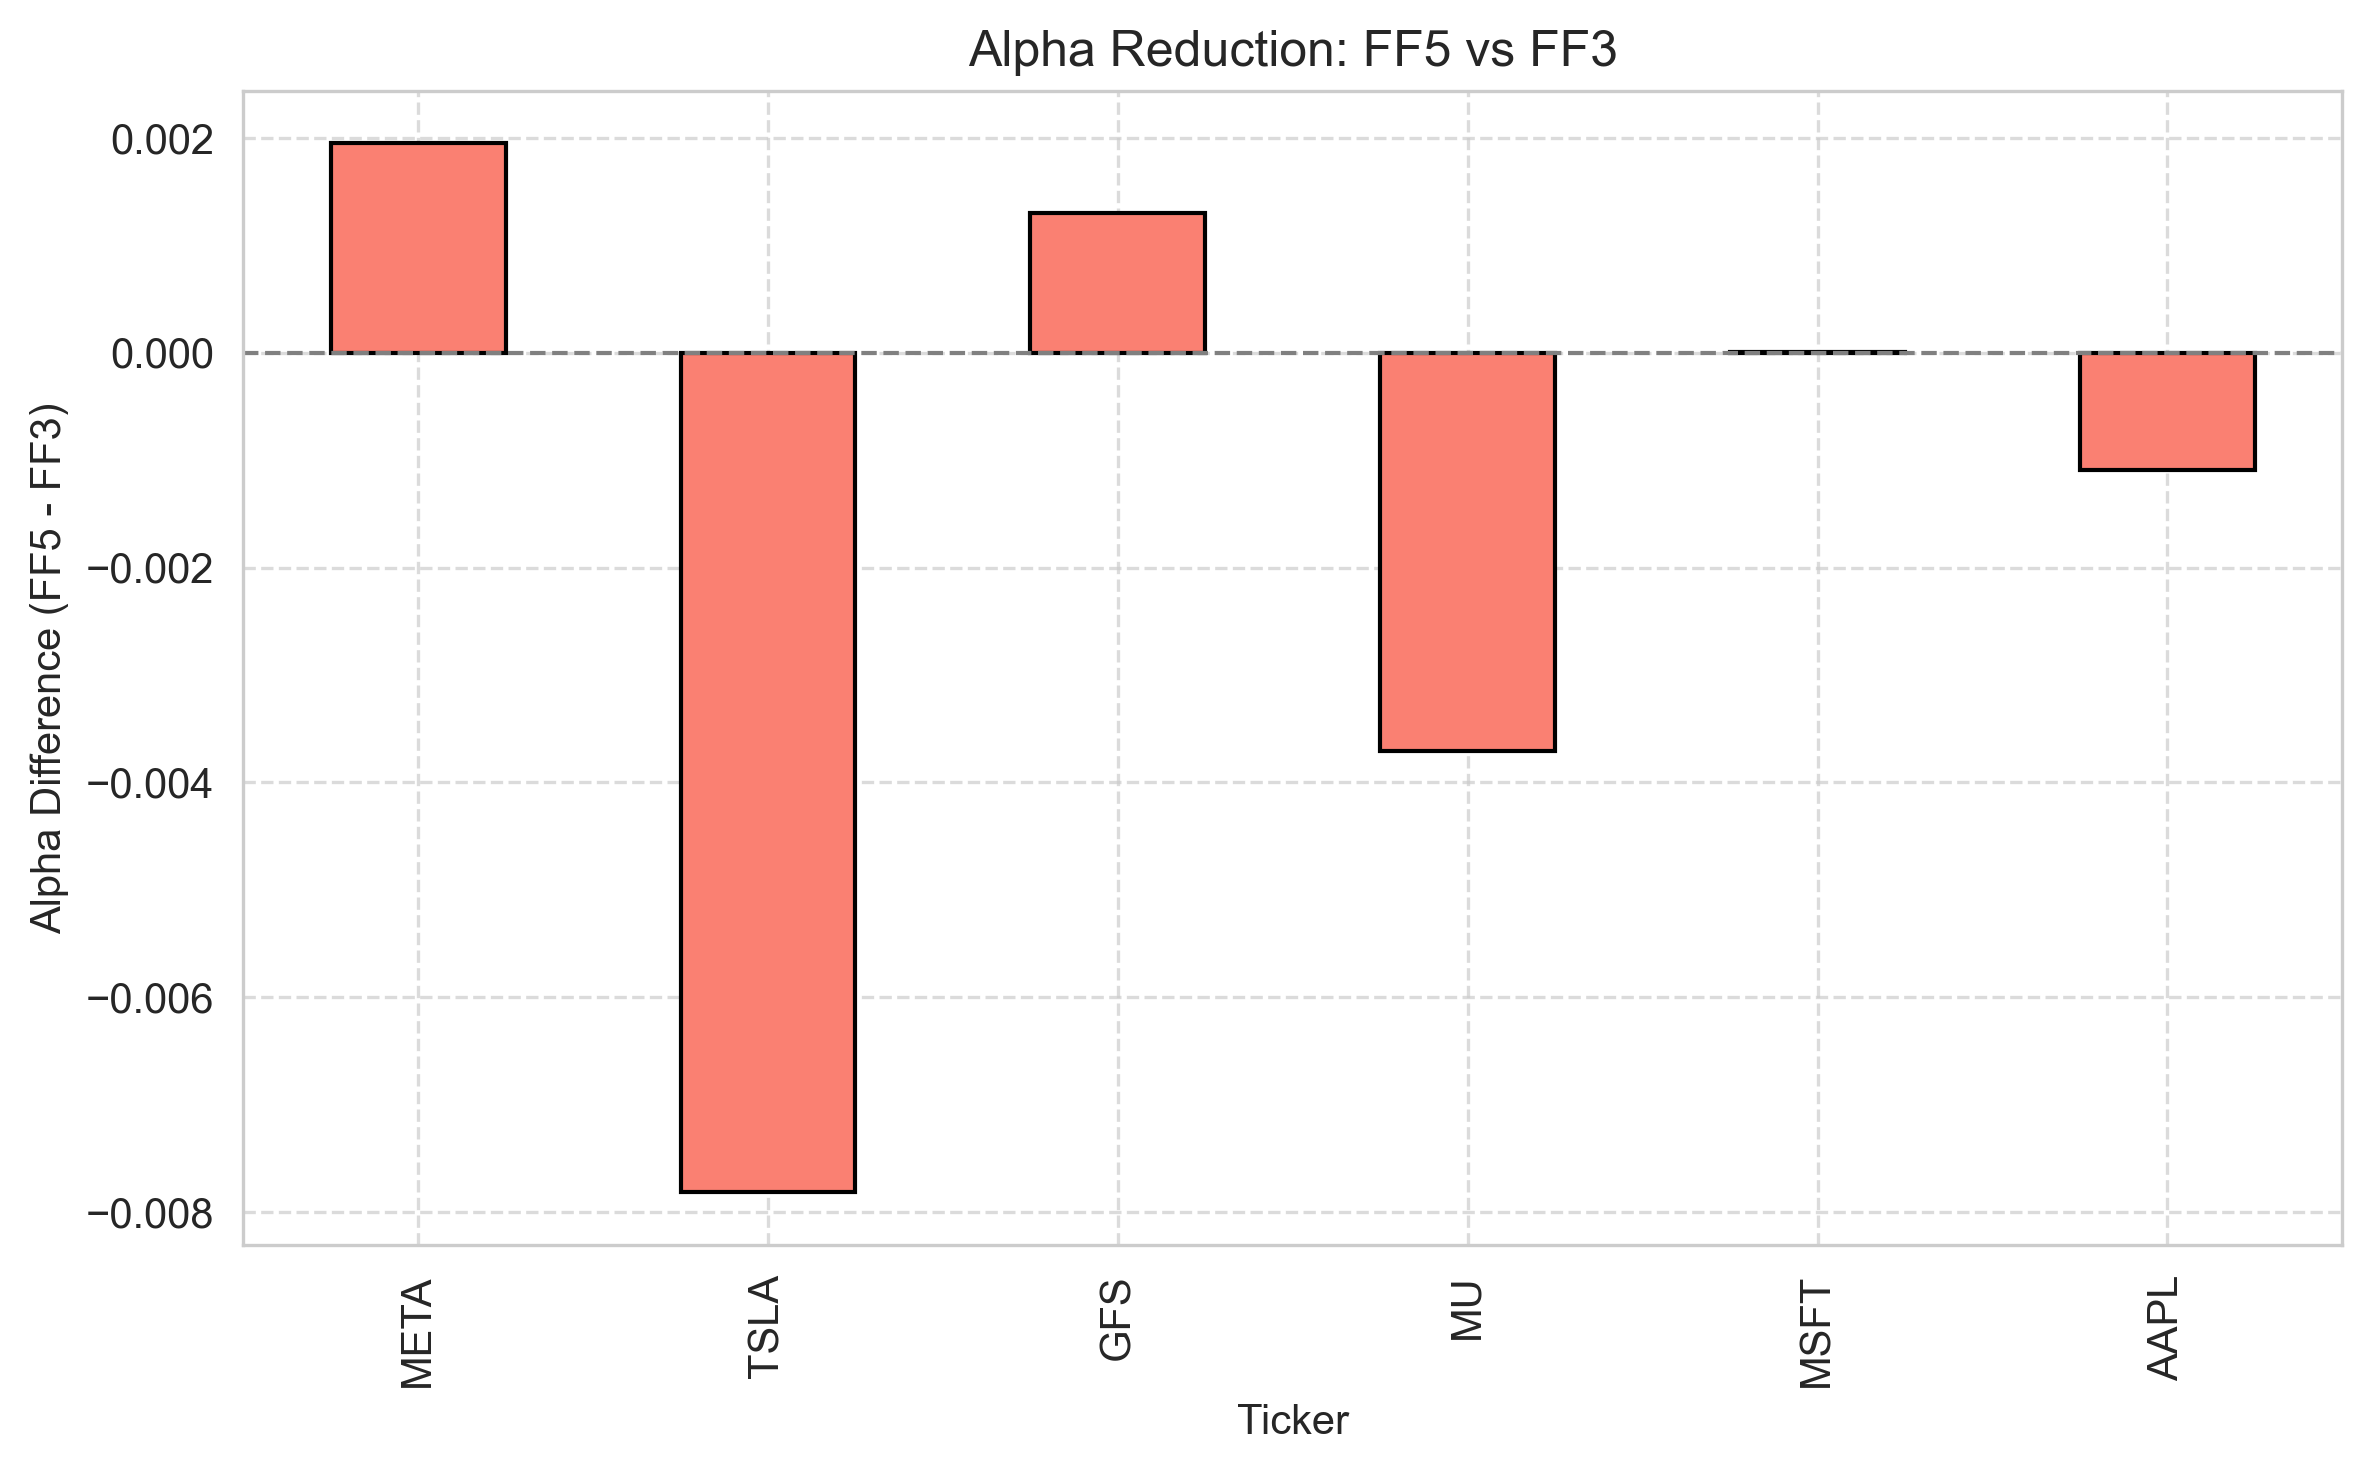 Alpha Reduction: FF5 vs FF3
Alpha Difference (FF5 - FF3)
0.002
0.000
−0.002
−0.004
−0.006
−0.008
META
TSLA
GFS
MU
MSFT
AAPL
Ticker